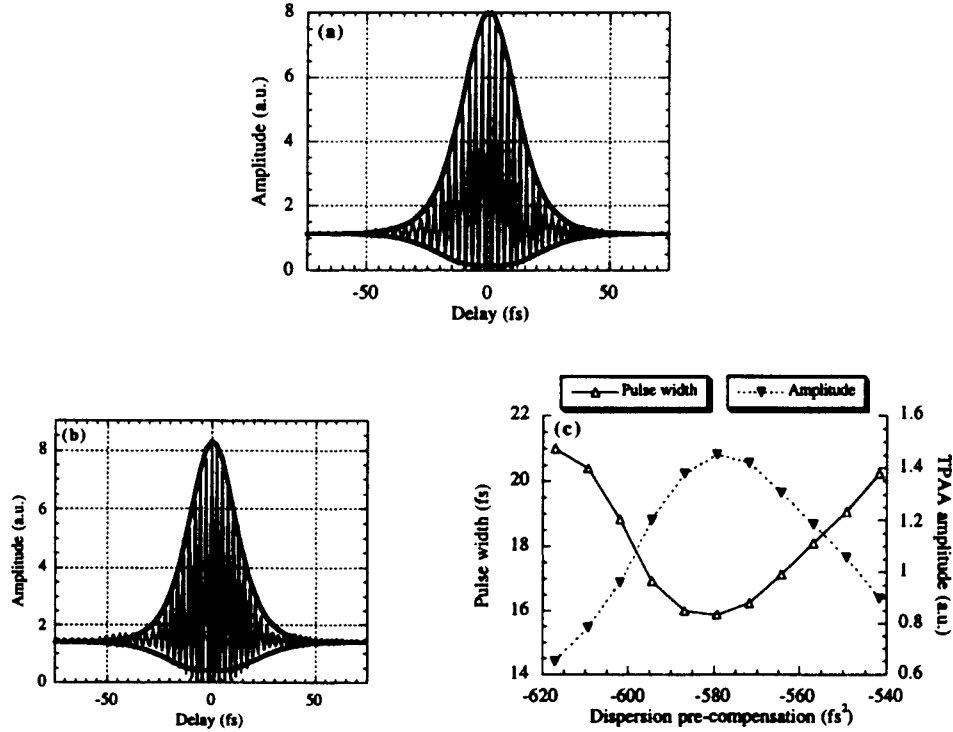 (a)
8
6
4
2
0
Amplitude (a.u.)
-50 0 50
Delay (fs)
(b)
8
6
4
2
0
Amplitude (a.u.)
-50 0 50
Delay (fs)
Pulse width Amplitude
(c)
22
20
18
16
14
Pulse width (fs)
1.6
1.4
1.2
1
0.8
0.6
TPAA amplitude (a.u.)
-620 -600 -580 -560 -540
Dispersion pre-compensation (fs²)